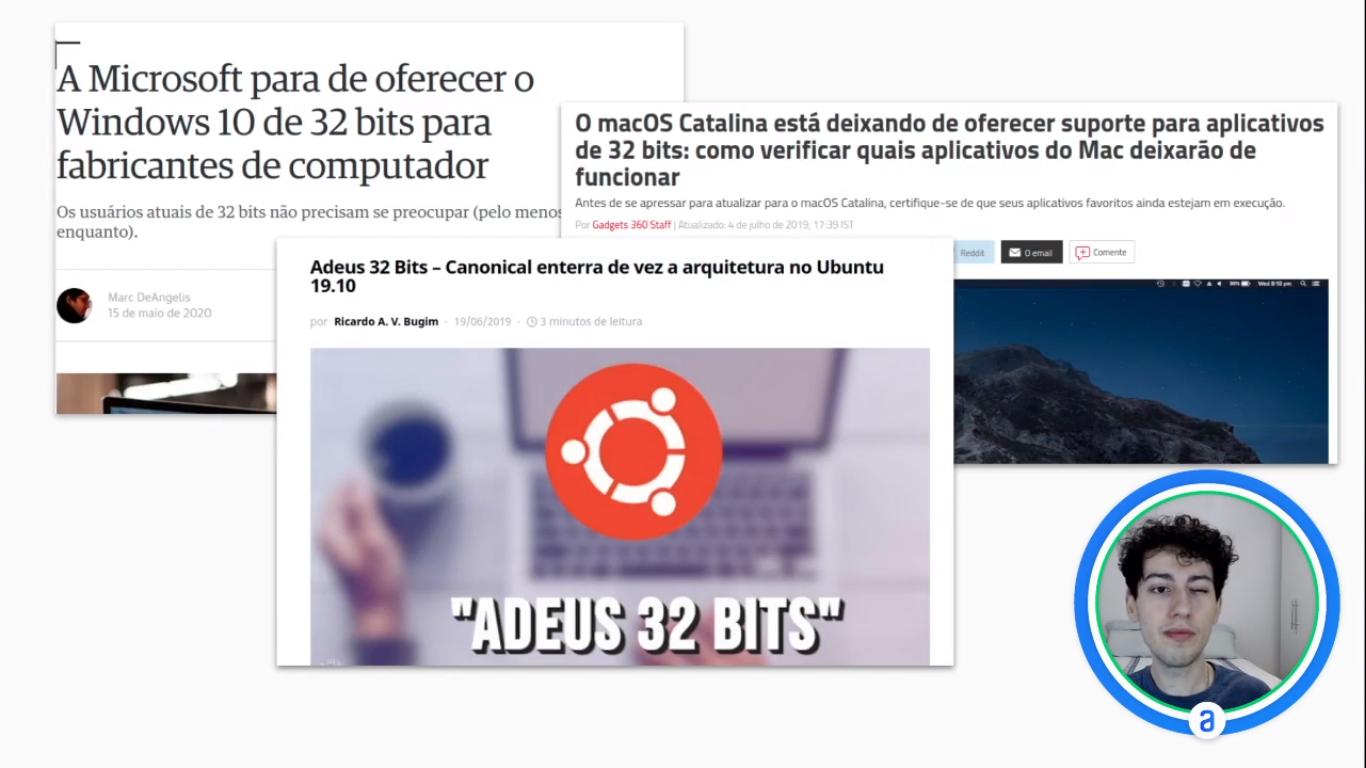 A Microsoft para de oferecer o
Windows 10 de 32 bits para
fabricantes de computador
Os usuários atuais de 32 bits não precisam se preocupar (pelo menos
enquanto).
Marc DeAngelis
15 de maio de 2020
O macOS Catalina está deixando de oferecer suporte para aplicativos
de 32 bits: como verificar quais aplicativos do Mac deixarão de
funcionar
Antes de se apressar para atualizar para o macOS Catalina, certifique-se de que seus aplicativos favoritos ainda estejam em execução.
Por Gadgets 360 Staff | Atualizado: 4 de julho de 2019, 17:39 IST
Reddit O email Comente
Adeus 32 Bits – Canonical enterra de vez a arquitetura no Ubuntu
19.10
por Ricardo A. V. Bugim · 19/06/2019 · 3 minutos de leitura
"ADEUS 32 BITS"
a